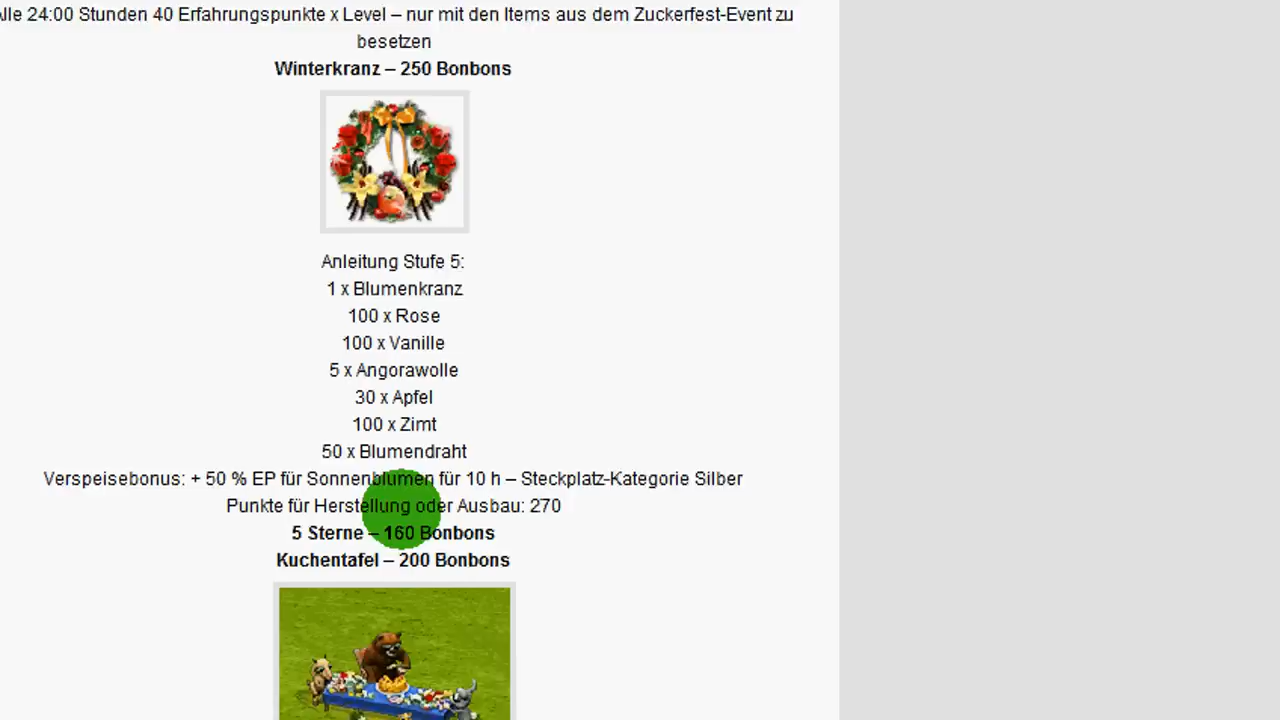 Alle 24:00 Stunden 40 Erfahrungspunkte x Level – nur mit den Items aus dem Zuckerfest-Event zu
besetzen
Winterkranz – 250 Bonbons
Anleitung Stufe 5:
1 x Blumenkranz
100 x Rose
100 x Vanille
5 x Angorawolle
30 x Apfel
100 x Zimt
50 x Blumendraht
Verspeisebonus: + 50 % EP für Sonnenblumen für 10 h – Steckplatz-Kategorie Silber
Punkte für Herstellung oder Ausbau: 270
5 Sterne – 160 Bonbons
Kuchentafel – 200 Bonbons